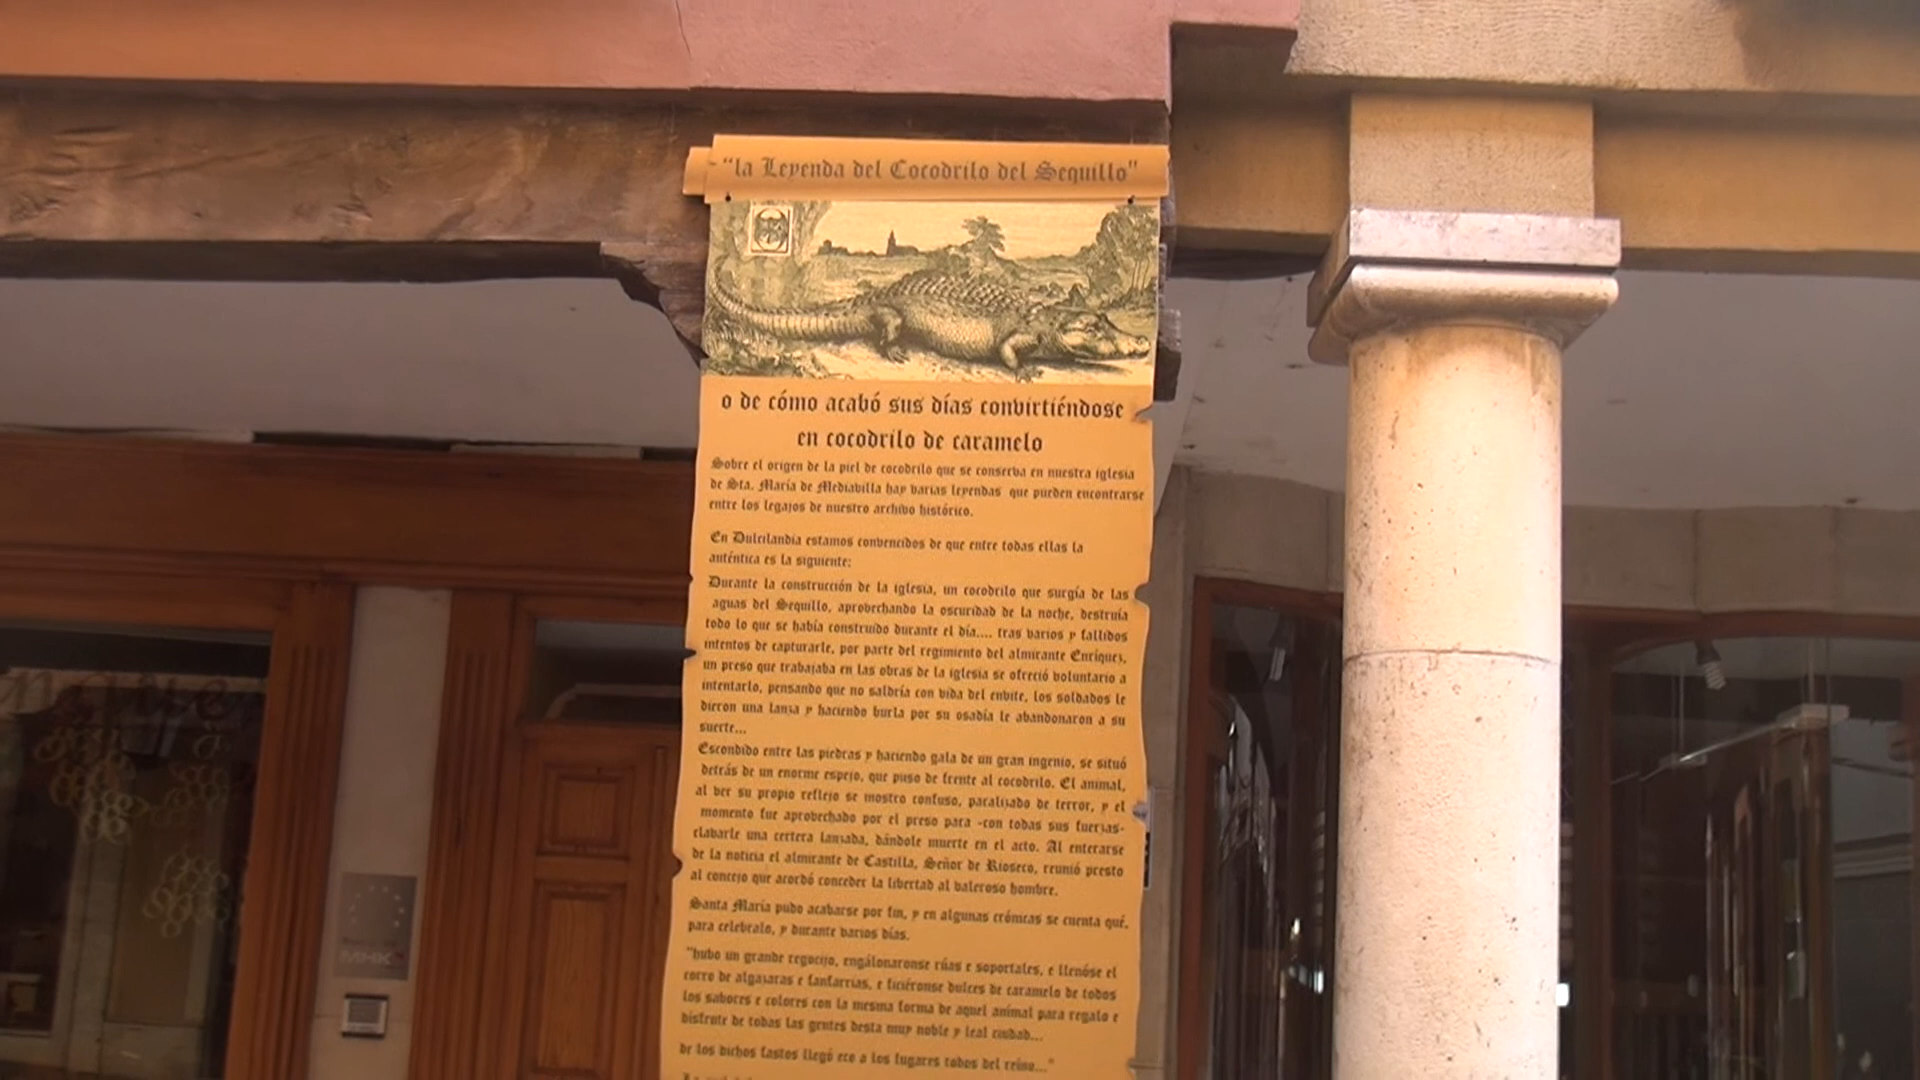 "la Leyenda del Cocodrilo del Sequillo"
o de cómo acabó sus días convirtiéndose
en cocodrilo de caramelo
Sobre el origen de la piel de cocodrilo que se conserva en nuestra iglesia
de Sta. María de Mediavilla hay varias leyendas que pueden encontrarse
entre los legajos de nuestro archivo histórico.
En Dulcilandia estamos convencidos de que entre todas ellas la
auténtica es la siguiente:
Durante la construcción de la iglesia, un cocodrilo que surgía de las
aguas del Sequillo, aprovechando la oscuridad de la noche, destruía
todo lo que se había construido durante el día.... tras varios y fallidos
intentos de capturarle, por parte del regimiento del almirante Enríquez,
un preso que trabajaba en las obras de la iglesia se ofreció voluntario a
intentarlo, pensando que no saldría con vida del envite, los soldados le
dieron una lanza y haciendo burla por su osadía le abandonaron a su
suerte...
Escondido entre las piedras y haciendo gala de un gran ingenio, se situó
detrás de un enorme espejo, que puso de frente al cocodrilo. El animal,
al ver su propio reflejo se mostro confuso, paralizado de terror, y el
momento fue aprovechado por el preso para -con todas sus fuerzas-
clavarle una certera lanzada, dándole muerte en el acto. Al enterarse
de la noticia el almirante de Castilla, Señor de Rioseco, reunió presto
al concejo que acordó conceder la libertad al valeroso hombre.
Santa María pudo acabarse por fin, y en algunas crónicas se cuenta qué,
para celebralo, y durante varios días.
"hubo un grande regocijo, engálonaronse rúas e soportales, e llenóse el
corro de algazaras e fanfarrias, e ficiéronse dulces de caramelo de todos
los sabores e colores con la mesma forma de aquel animal para regalo e
disfrute de todas las gentes desta muy noble y leal ciudad...
de los dichos fastos llegó eco a los lugares todos del reino..."